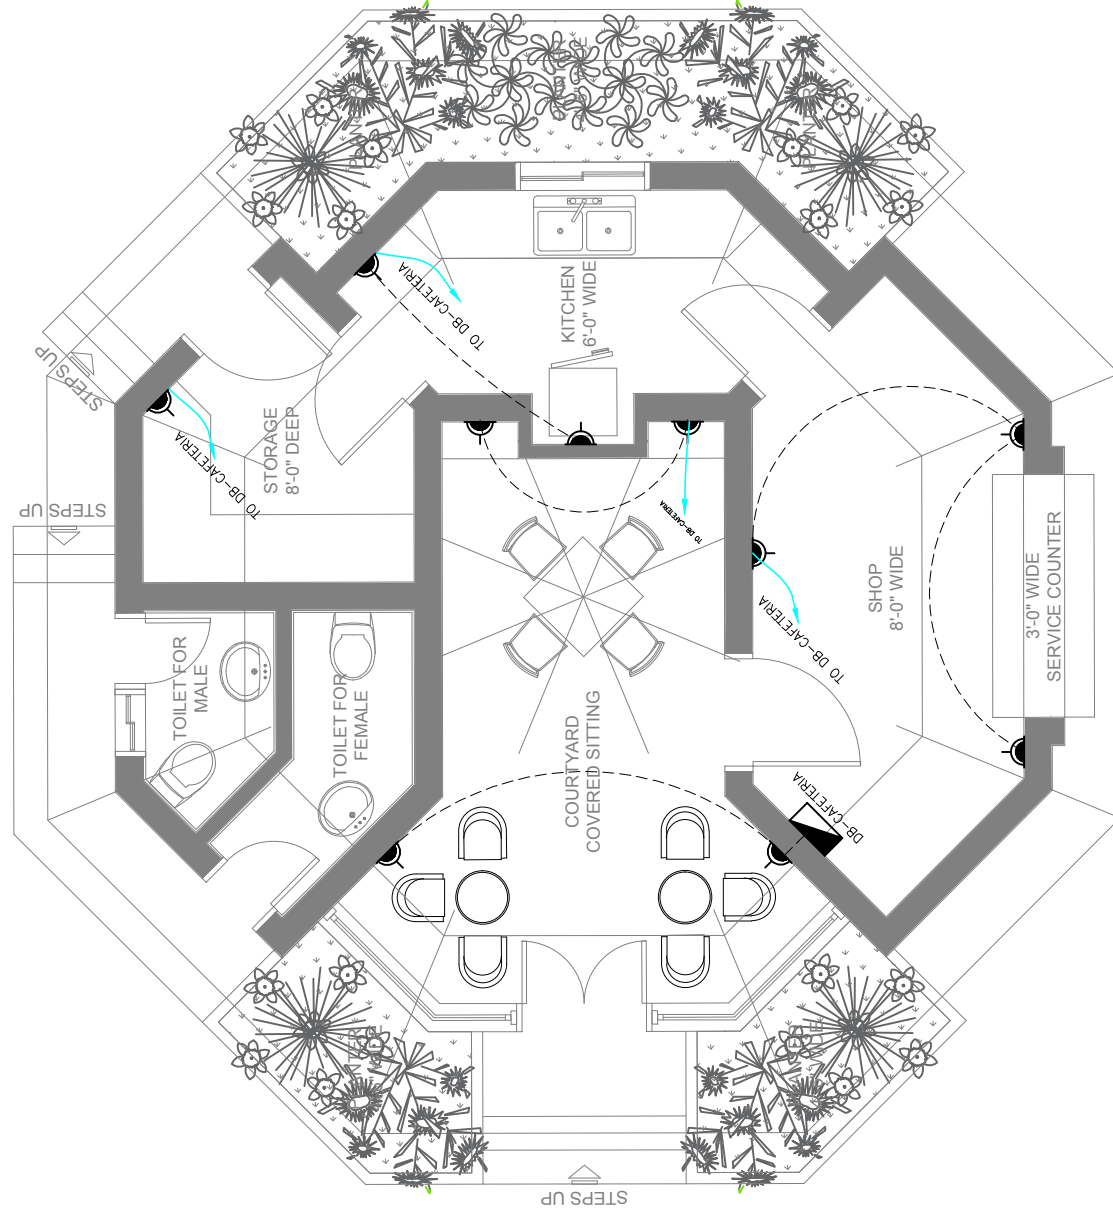 TO DB-CAFETERIA
KITCHEN
6'-0" WIDE
STEPS UP
STORAGE
8'-0" DEEP
TO DB-CAFETERIA
STEPS UP
TO DB-CAFETERIA
SHOP
8'-0" WIDE
TO DB-CAFETERIA
3'-0" WIDE
SERVICE COUNTER
TOILET FOR
MALE
TOILET FOR
FEMALE
COURTYARD
COVERED SITTING
DB-CAFETERIA
STEPS UP